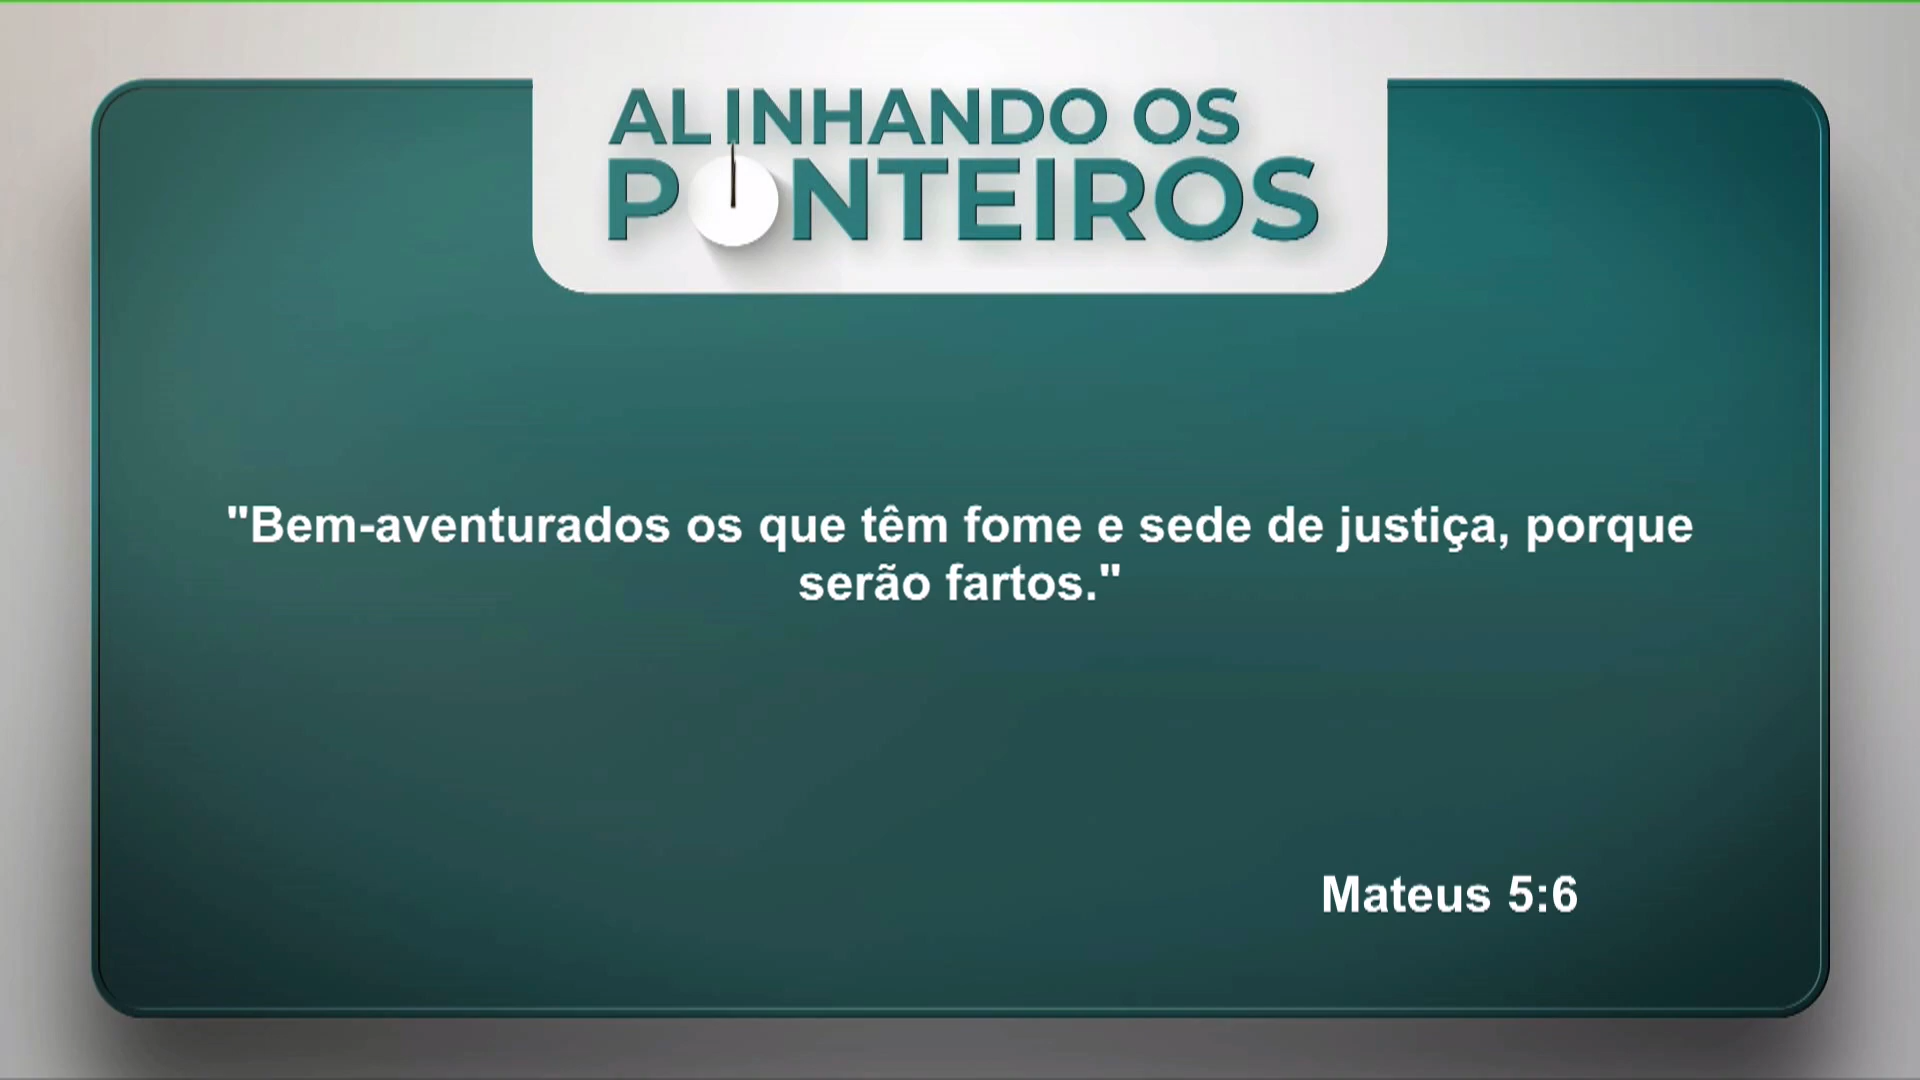 ALINHANDO OS
PONTEIROS
"Bem-aventurados os que têm fome e sede de justiça, porque
serão fartos."
Mateus 5:6